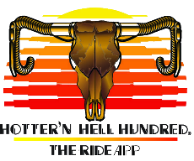 HOTTER'N HELL HUNDRED.
THE RIDE APP